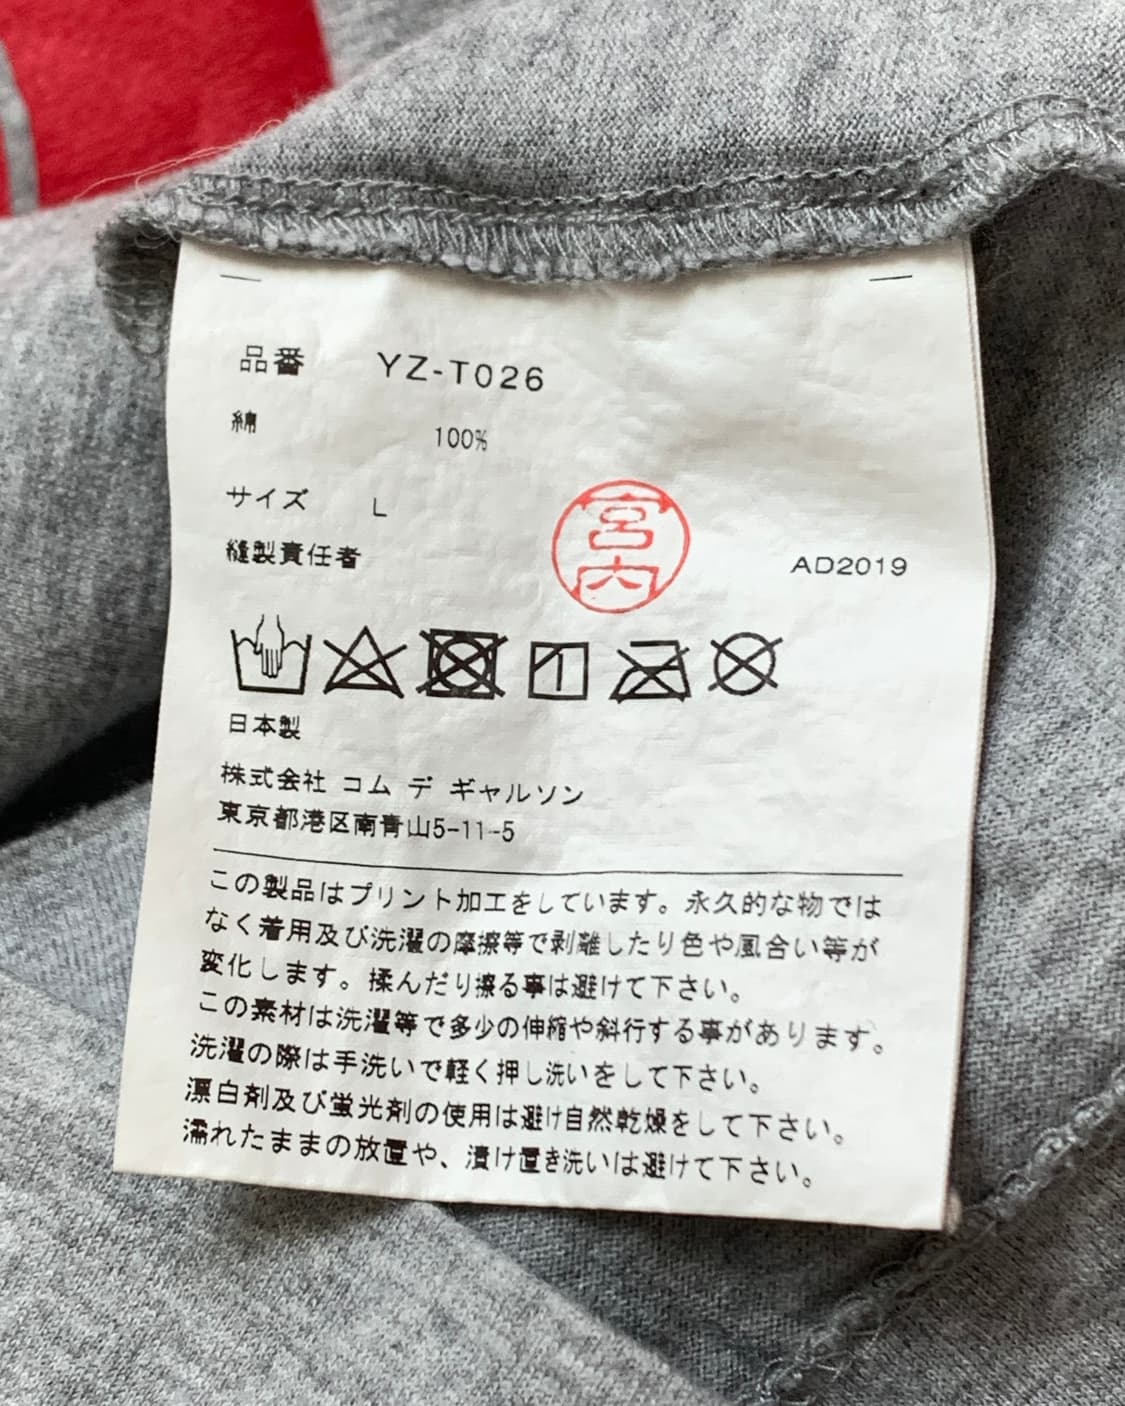 品番 YZ-T026
綿 100%
サイズ L
縫製責任者 宮内 AD2019
日本製
株式会社 コム デ ギャルソン
東京都港区南青山5-11-5
この製品はプリント加工をしています。永久的な物では
なく着用及び洗濯の摩擦等で剥離したり色や風合い等が
変化します。揉んだり擦る事は避けて下さい。
この素材は洗濯等で多少の伸縮や斜行する事があります。
洗濯の際は手洗いで軽く押し洗いをして下さい。
漂白剤及び蛍光剤の使用は避け自然乾燥をして下さい。
濡れたままの放置や、漬け置き洗いは避けて下さい。